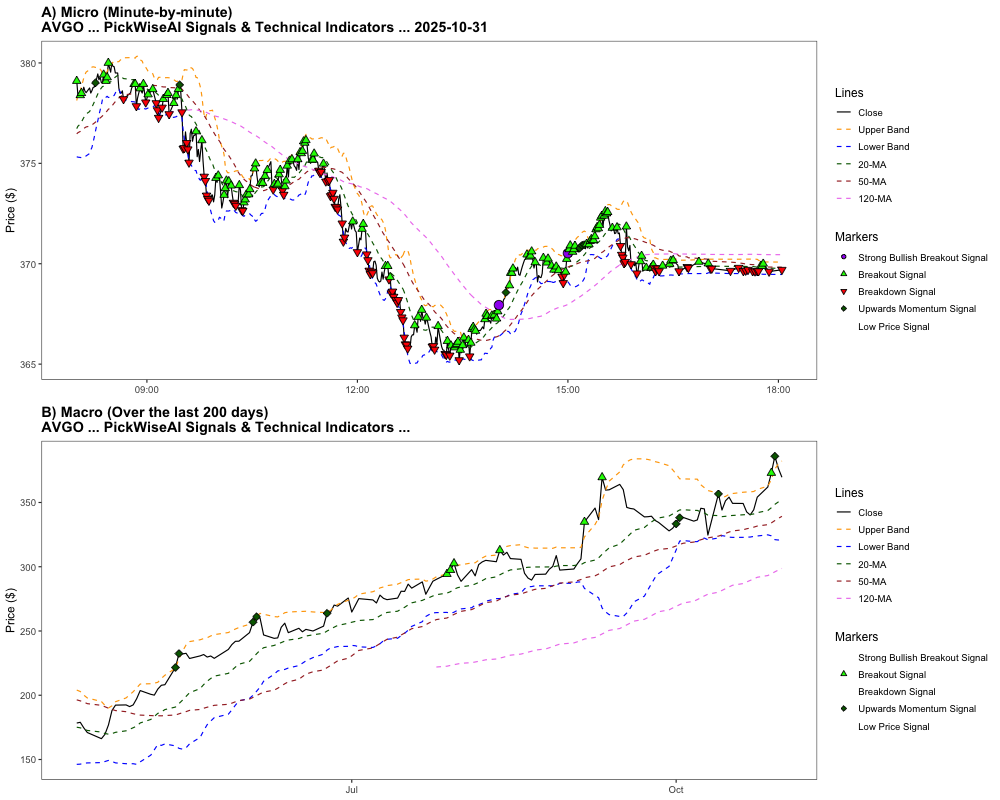 A) Micro (Minute-by-minute)
AVGO ... PickWiseAI Signals & Technical Indicators ... 2025-10-31
Price ($)
380
375
370
365
09:00
12:00
15:00
18:00
Lines
Close
Upper Band
Lower Band
20-MA
50-MA
120-MA
Markers
Strong Bullish Breakout Signal
Breakout Signal
Breakdown Signal
Upwards Momentum Signal
Low Price Signal
B) Macro (Over the last 200 days)
AVGO ... PickWiseAI Signals & Technical Indicators ...
Price ($)
350
300
250
200
150
Jul
Oct
Lines
Close
Upper Band
Lower Band
20-MA
50-MA
120-MA
Markers
Strong Bullish Breakout Signal
Breakout Signal
Breakdown Signal
Upwards Momentum Signal
Low Price Signal